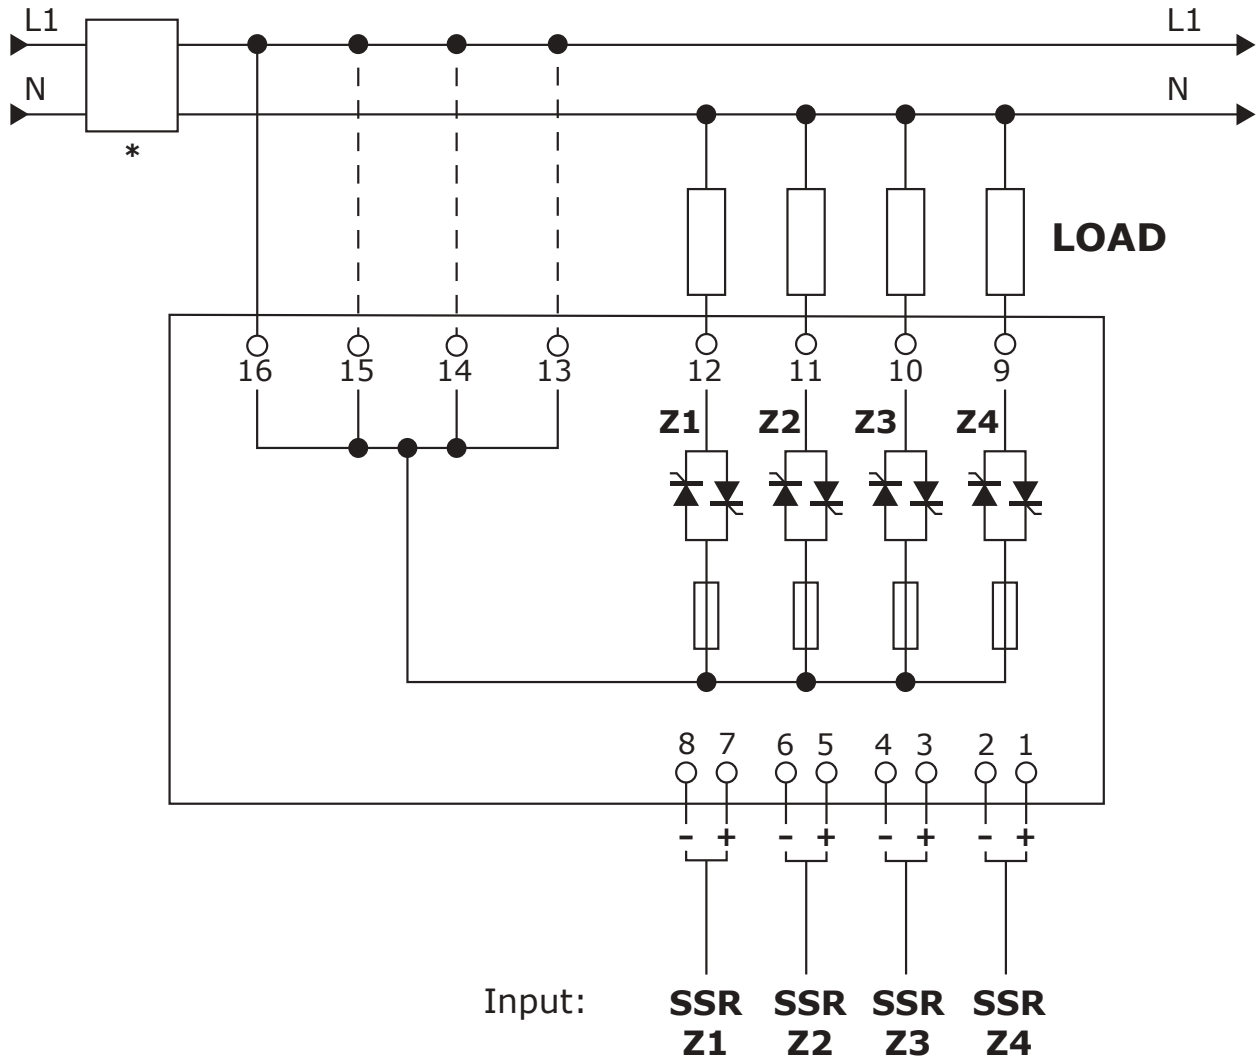 L1 L1
N N
*
LOAD
16 15 14 13 12 11 10 9
Z1 Z2 Z3 Z4
8 7 6 5 4 3 2 1
- + - + - + - +
Input: SSR SSR SSR SSR
Z1 Z2 Z3 Z4